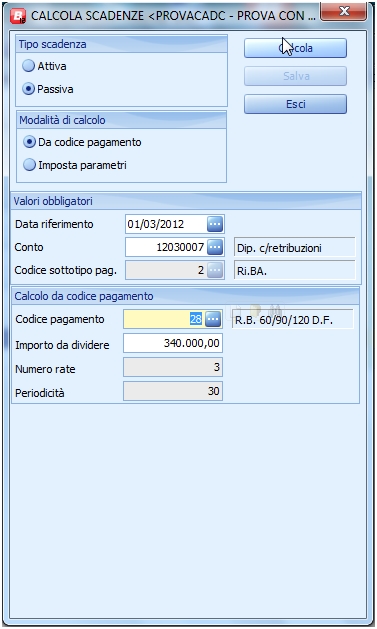 CALCOLA SCADENZE <PROVACADC - PROVA CON ...
Tipo scadenza
Attiva
Passiva
Calcola
Salva
Esci
Modalità di calcolo
Da codice pagamento
Imposta parametri
Valori obbligatori
Data riferimento 01/03/2012
Conto 12030007 Dip. c/retribuzioni
Codice sottotipo pag. 2 Ri.BA.
Calcolo da codice pagamento
Codice pagamento 28 R.B. 60/90/120 D.F.
Importo da dividere 340.000,00
Numero rate 3
Periodicità 30